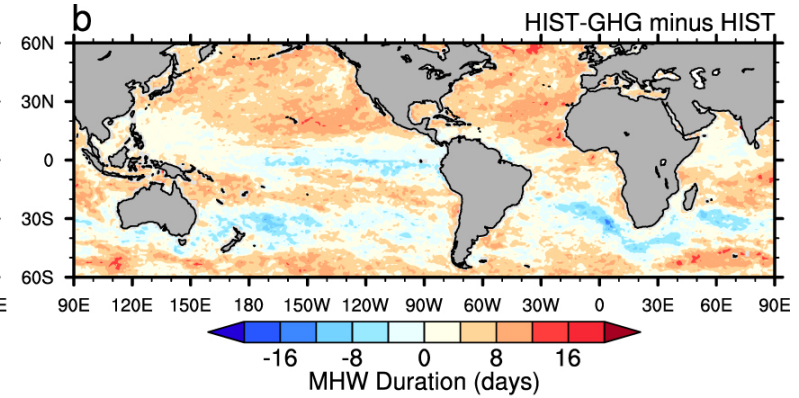 b
HIST-GHG minus HIST
60N
30N
0
30S
60S
E
90E 120E 150E 180 150W 120W 90W 60W 30W 0 30E 60E 90E
-16 -8 0 8 16
MHW Duration (days)